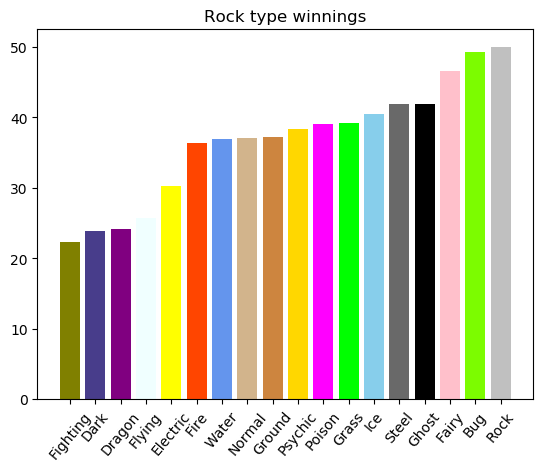 Rock type winnings
50
40
30
20
10
0
Fighting
Dark
Dragon
Flying
Electric
Fire
Water
Normal
Ground
Psychic
Poison
Grass
Ice
Steel
Ghost
Fairy
Bug
Rock